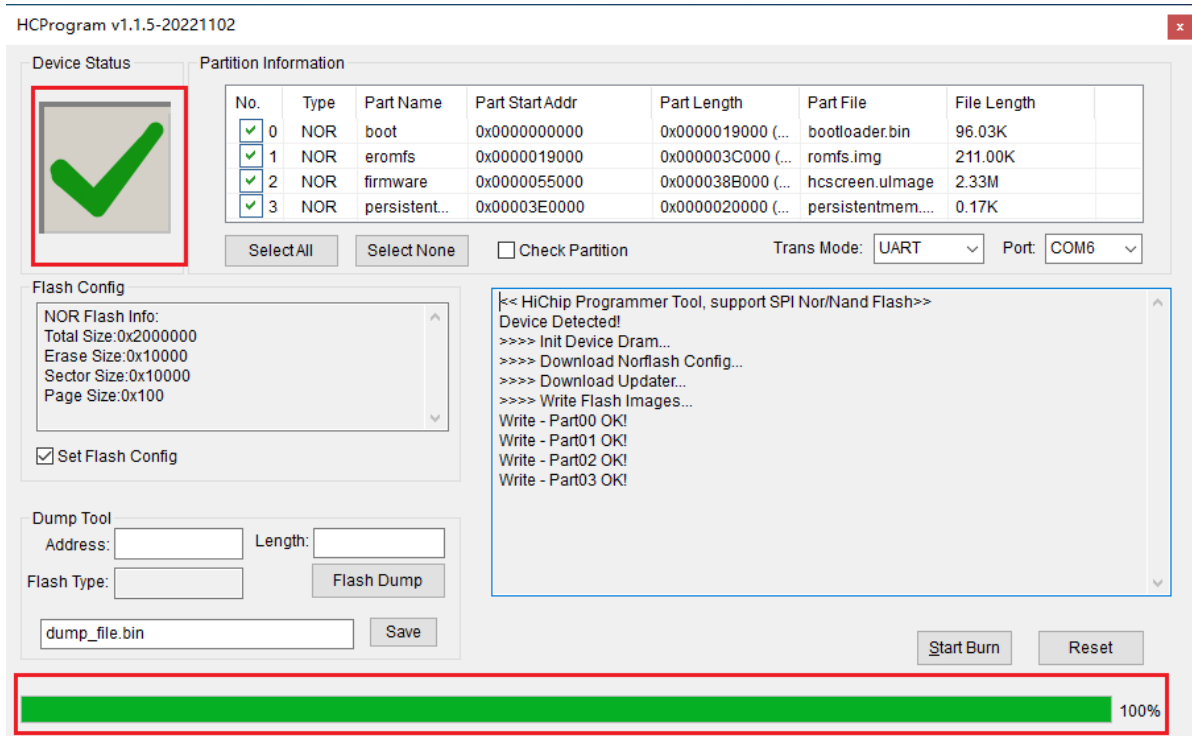 HCProgram v1.1.5-20221102
x
Device Status
Partition Information
No. Type Part Name Part Start Addr Part Length Part File File Length
0 NOR boot 0x0000000000 0x0000019000 (... bootloader.bin 96.03K
1 NOR eromfs 0x0000019000 0x000003C000 (... romfs.img 211.00K
2 NOR firmware 0x0000055000 0x000038B000 (... hcscreen.uImage 2.33M
3 NOR persistent... 0x00003E0000 0x0000020000 (... persistentmem.... 0.17K
Select All Select None Check Partition Trans Mode: UART Port: COM6
Flash Config
NOR Flash Info:
Total Size:0x2000000
Erase Size:0x10000
Sector Size:0x10000
Page Size:0x100
Set Flash Config
<< HiChip Programmer Tool, support SPI Nor/Nand Flash>>
Device Detected!
>>>> Init Device Dram...
>>>> Download Norflash Config...
>>>> Download Updater...
>>>> Write Flash Images...
Write - Part00 OK!
Write - Part01 OK!
Write - Part02 OK!
Write - Part03 OK!
Dump Tool
Address: Length:
Flash Type: Flash Dump
dump_file.bin Save
Start Burn Reset
100%